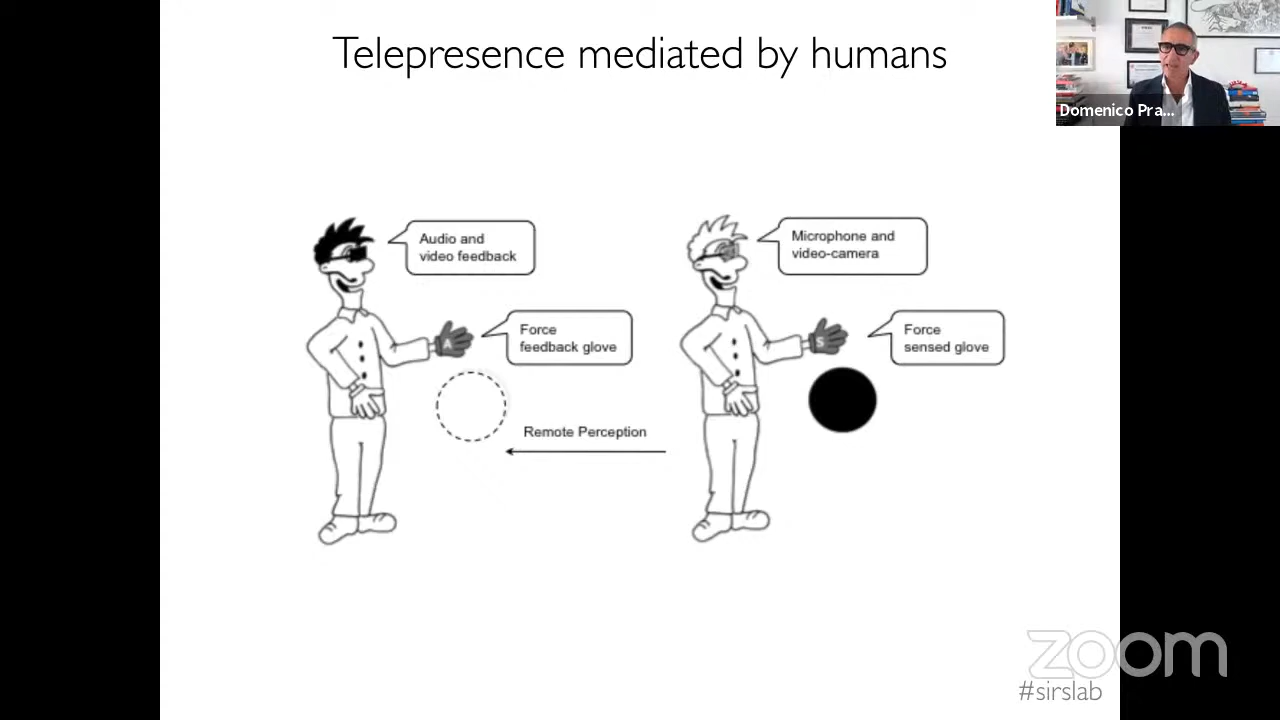 Telepresence mediated by humans
Domenico Pra...
Audio and
video feedback
Microphone and
video-camera
Force
feedback glove
Force
sensed glove
A
S
Remote Perception
zoom
#sirslab